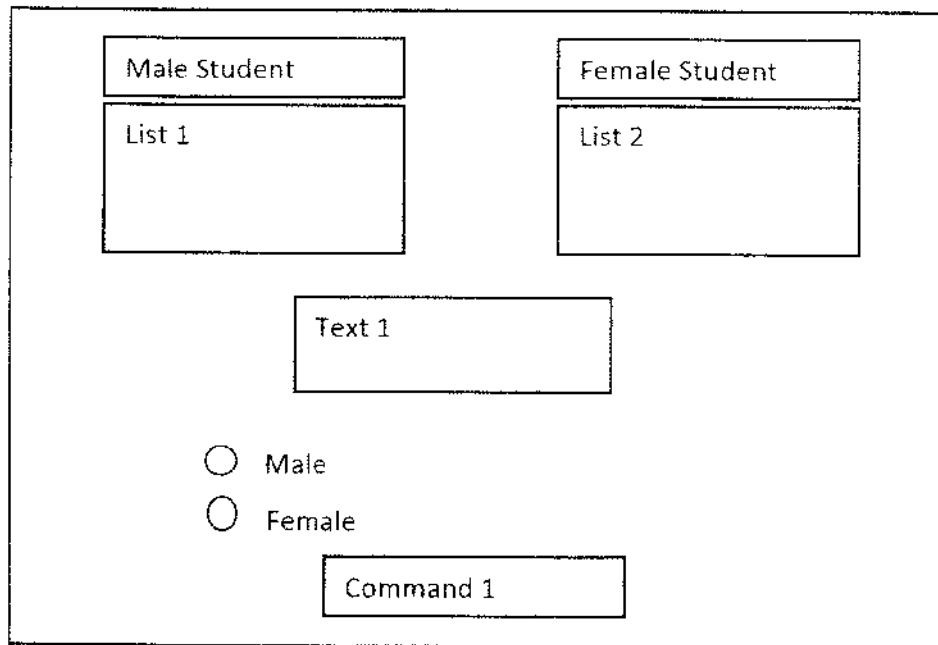 Male Student
Female Student
List 1
List 2
Text 1
Male
Female
Command 1